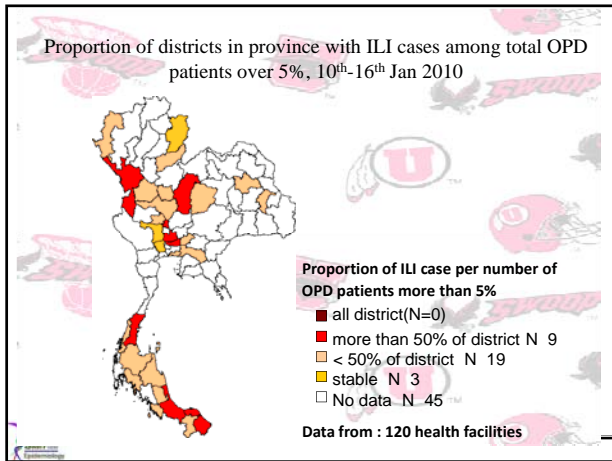 Proportion of districts in province with ILI cases among total OPD
patients over 5%, 10th-16th Jan 2010
Proportion of ILI case per number of
OPD patients more than 5%
all district(N=0)
more than 50% of district N 9
< 50% of district N 19
stable N 3
No data N 45
Data from : 120 health facilities
Epidemiology